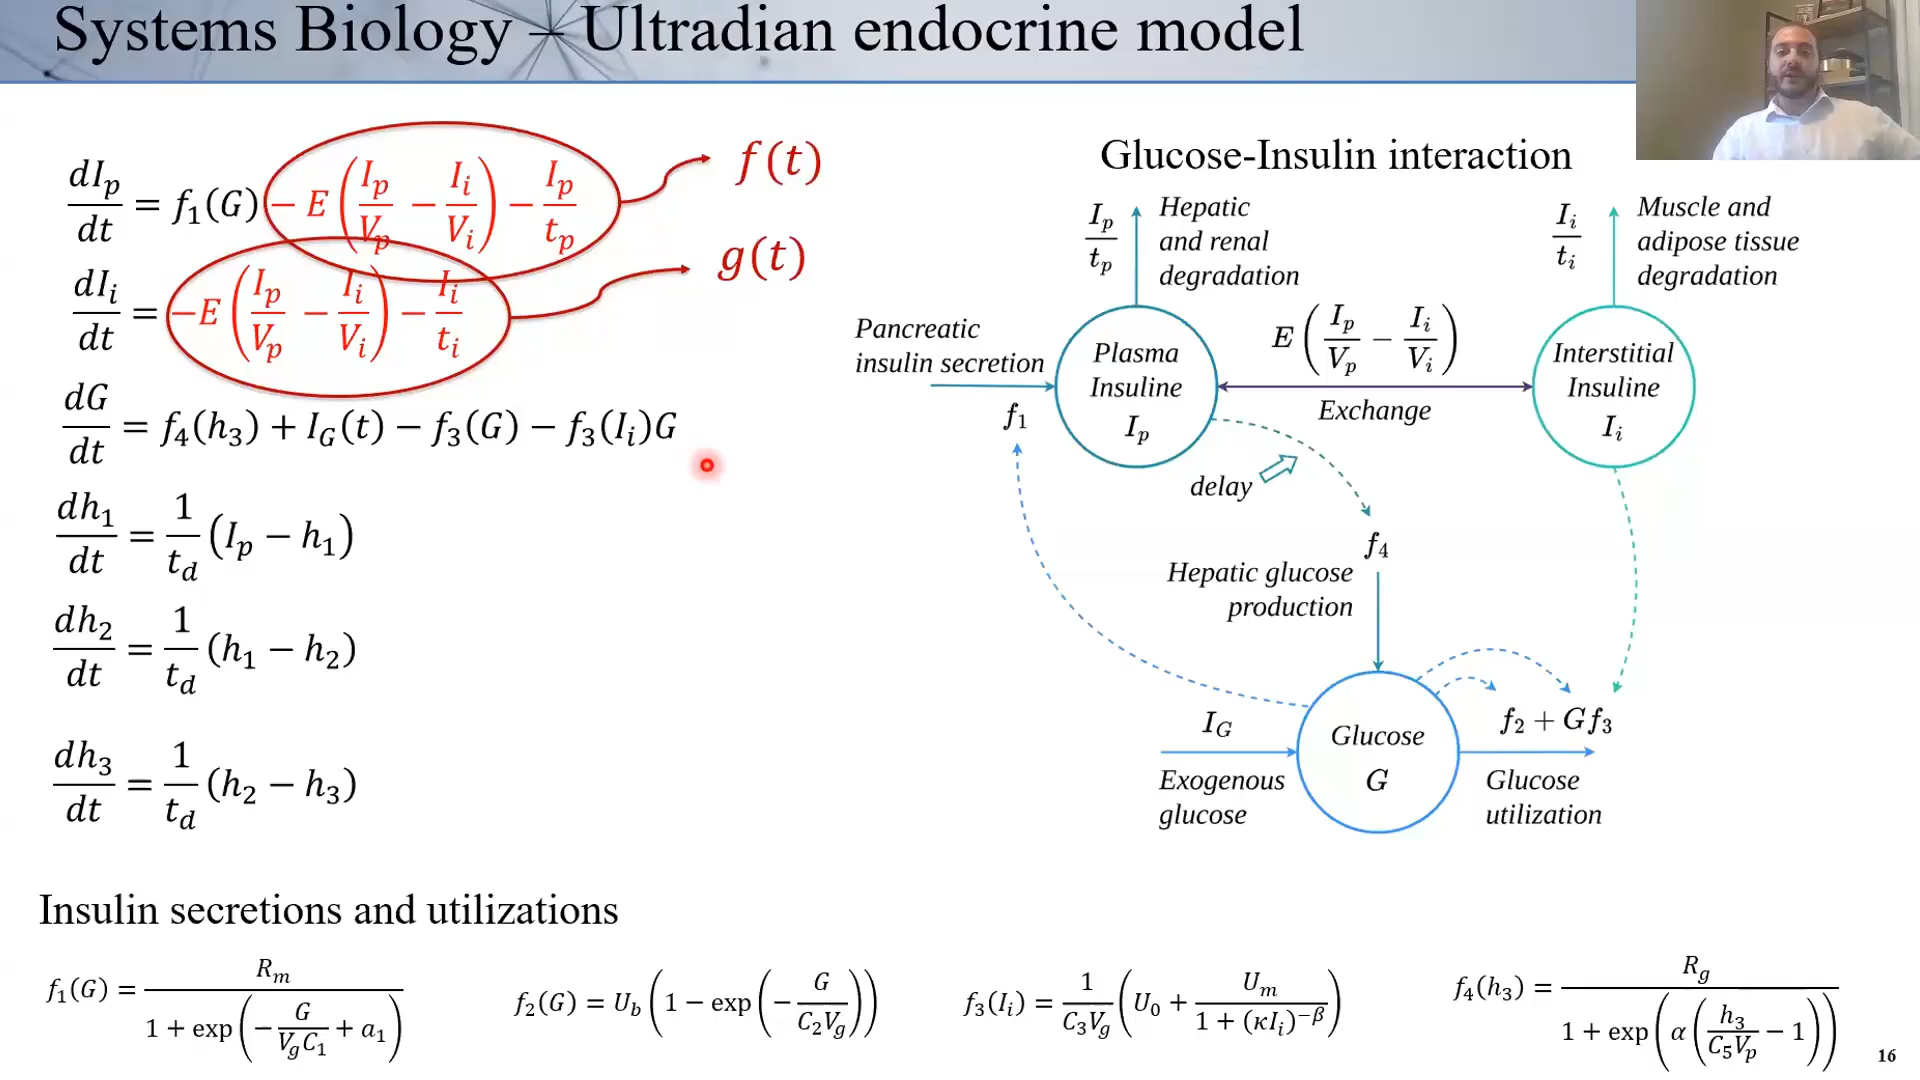 Systems Biology – Ultradian endocrine model
dI_p/dt = f_1(G) − E(I_p/V_p − I_i/V_i) − I_p/t_p
f(t)
dI_i/dt = −E(I_p/V_p − I_i/V_i) − I_i/t_i
g(t)
dG/dt = f_4(h_3) + I_G(t) − f_3(G) − f_3(I_i)G
dh_1/dt = 1/t_d (I_p − h_1)
dh_2/dt = 1/t_d (h_1 − h_2)
dh_3/dt = 1/t_d (h_2 − h_3)
Glucose-Insulin interaction
I_p/t_p
Hepatic
and renal
degradation
I_i/t_i
Muscle and
adipose tissue
degradation
Pancreatic
insulin secretion
f_1
Plasma
Insuline
I_p
E(I_p/V_p − I_i/V_i)
Exchange
Interstitial
Insuline
I_i
delay
f_4
Hepatic glucose
production
I_G
Exogenous
glucose
Glucose
G
f_2 + Gf_3
Glucose
utilization
Insulin secretions and utilizations
f_1(G) = R_m / (1 + exp(−G/(V_g C_1) + a_1))
f_2(G) = U_b (1 − exp(−G/(C_2 V_g)))
f_3(I_i) = 1/(C_3 V_g) (U_0 + U_m/(1 + (κI_i)^−β))
f_4(h_3) = R_g / (1 + exp(α(h_3/(C_5 V_p) − 1)))
16